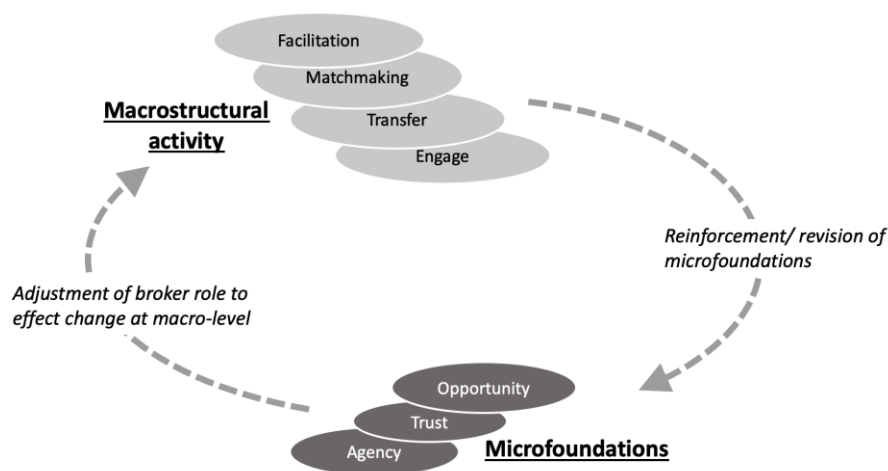 Facilitation
Matchmaking
Macrostructural
activity
Transfer
Engage
Reinforcement/ revision of
microfoundations
Adjustment of broker role to
effect change at macro-level
Opportunity
Trust
Agency
Microfoundations